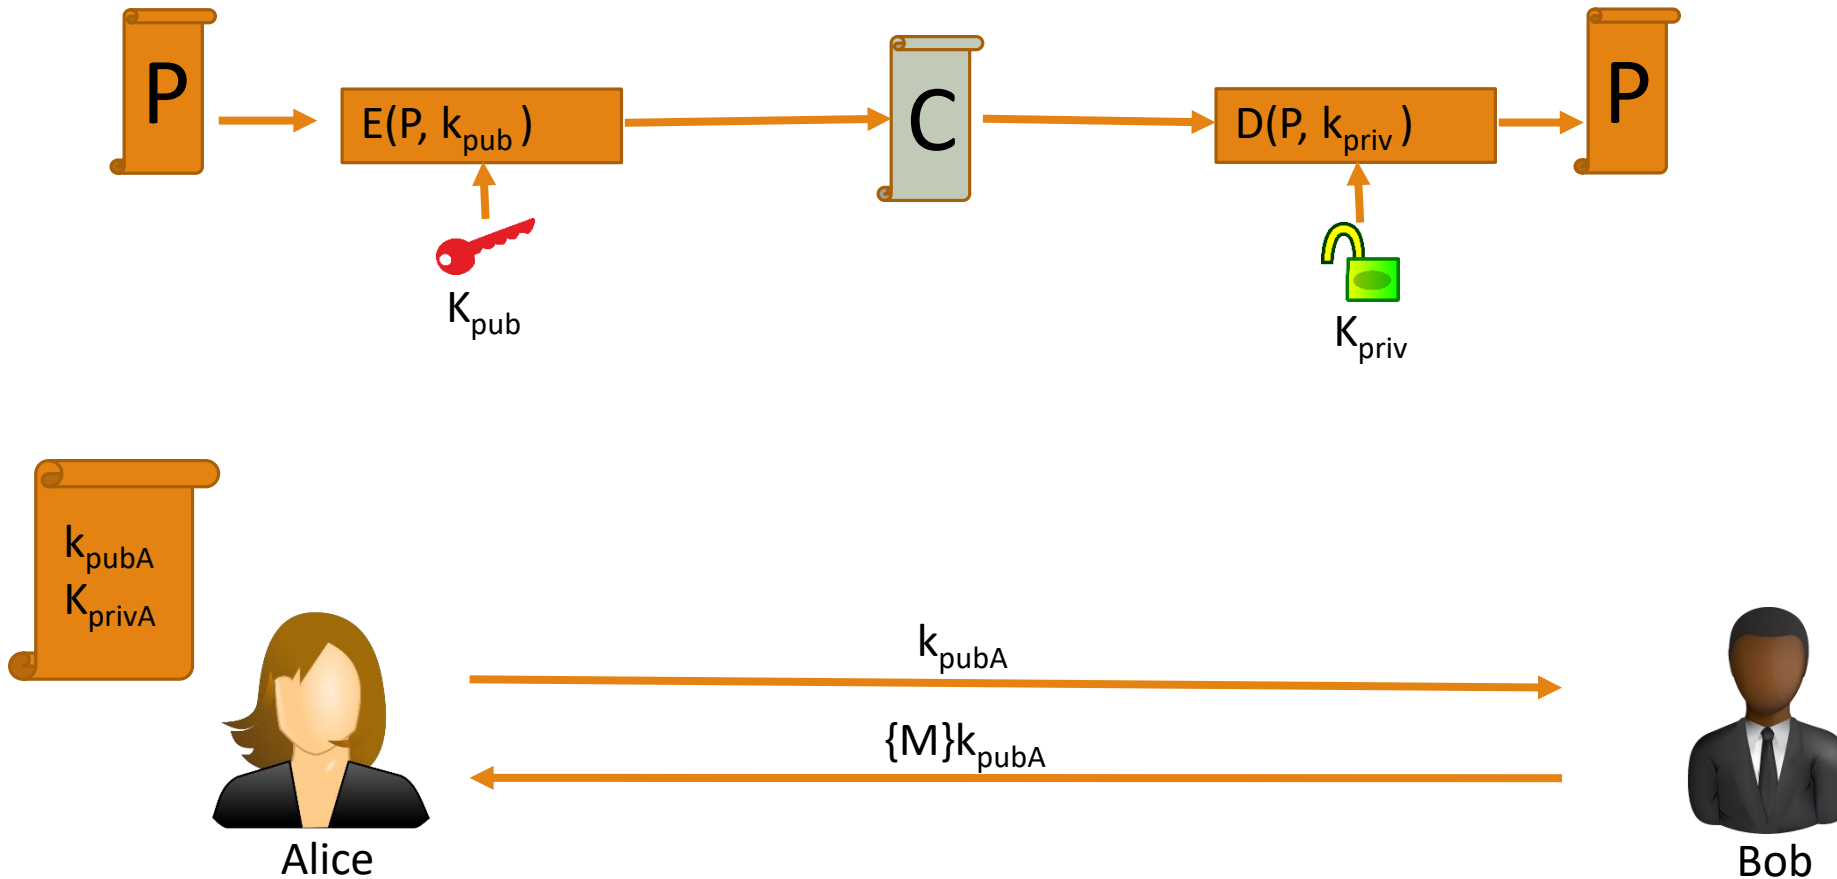 P
E(P, kpub )
C
D(P, kpriv )
P
Kpub
Kpriv
kpubA
KprivA
kpubA
{M}kpubA
Alice
Bob